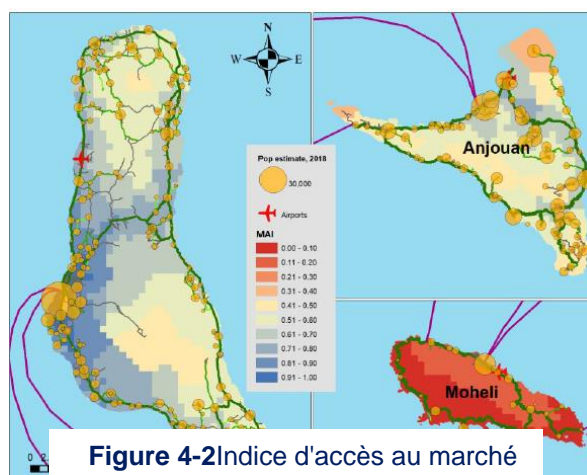 N
W E
S
Anjouan
Pop estimate, 2018
30,000
Airports
MAI
0.00 - 0.10
0.11 - 0.20
0.21 - 0.30
0.31 - 0.40
0.41 - 0.50
0.51 - 0.60
0.61 - 0.70
0.71 - 0.80
0.81 - 0.90
0.91 - 1.00
Moheli
0 2
Figure 4-2Indice d'accès au marché